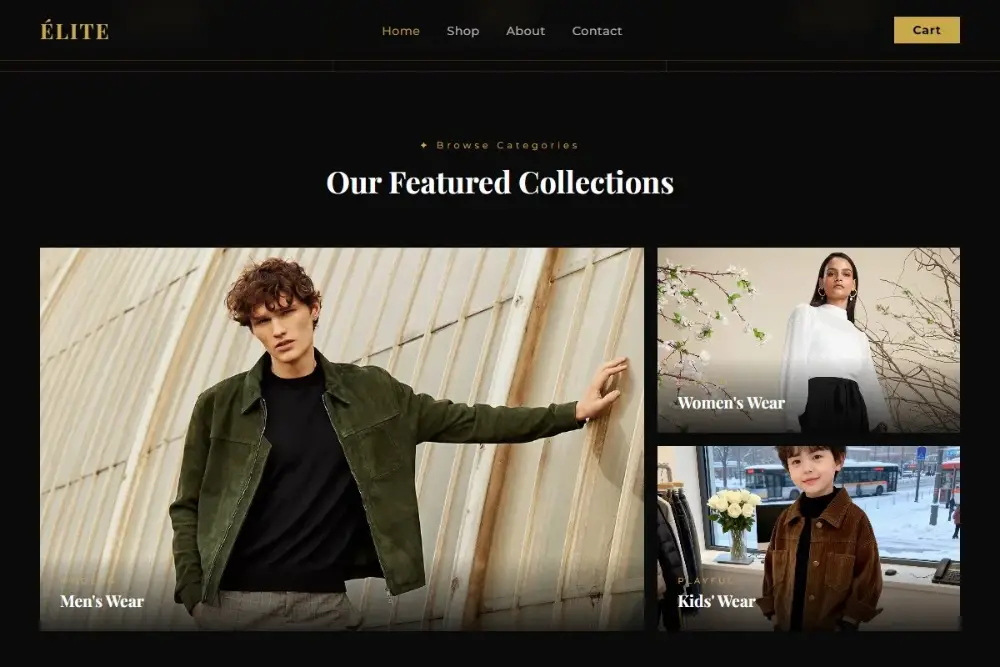 ÉLITE
Home
Shop
About
Contact
Cart
✦ Browse Categories
Our Featured Collections
Women's Wear
Men's Wear
PLAYFUL
Kids' Wear